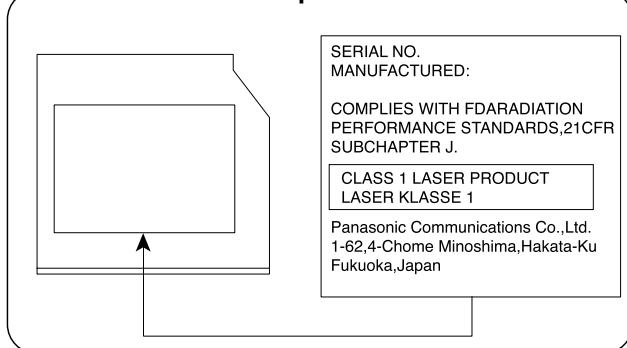 SERIAL NO.
MANUFACTURED:
COMPLIES WITH FDARADIATION
PERFORMANCE STANDARDS,21CFR
SUBCHAPTER J.
CLASS 1 LASER PRODUCT
LASER KLASSE 1
Panasonic Communications Co.,Ltd.
1-62,4-Chome Minoshima,Hakata-Ku
Fukuoka,Japan